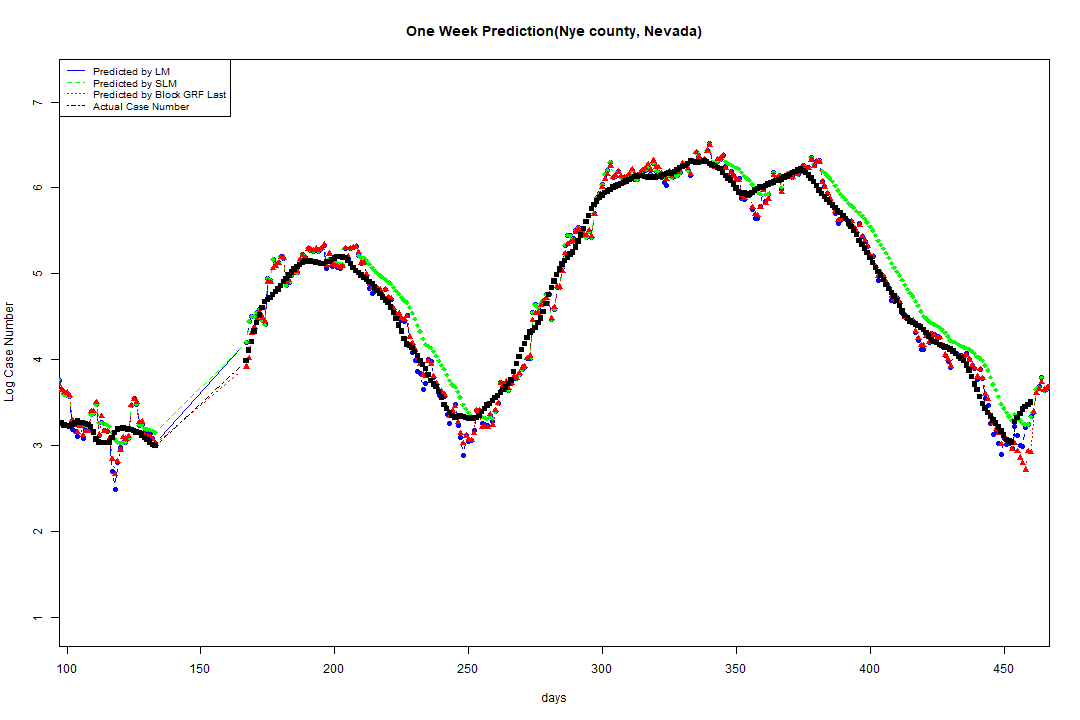 One Week Prediction(Nye county, Nevada)
Predicted by LM
Predicted by SLM
Predicted by Block GRF Last
Actual Case Number
7
6
5
4
3
2
1
Log Case Number
100 150 200 250 300 350 400 450
days